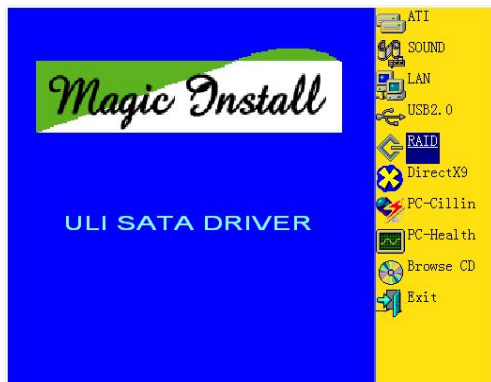 Magic Install
ULI SATA DRIVER
ATI
SOUND
LAN
USB2.0
RAID
DirectX9
PC-Cillin
PC-Health
Browse CD
Exit